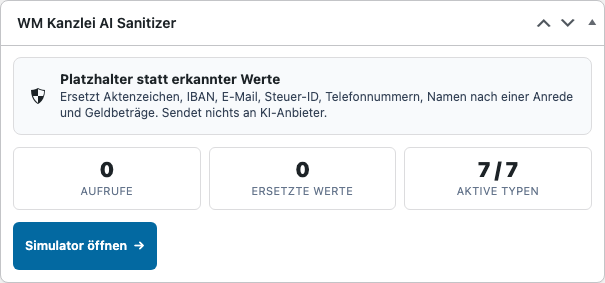 WM Kanzlei AI Sanitizer
Platzhalter statt erkannter Werte
Ersetzt Aktenzeichen, IBAN, E-Mail, Steuer-ID, Telefonnummern, Namen nach einer Anrede
und Geldbeträge. Sendet nichts an KI-Anbieter.
0
AUFRUFE
0
ERSETZTE WERTE
7 / 7
AKTIVE TYPEN
Simulator öffnen →